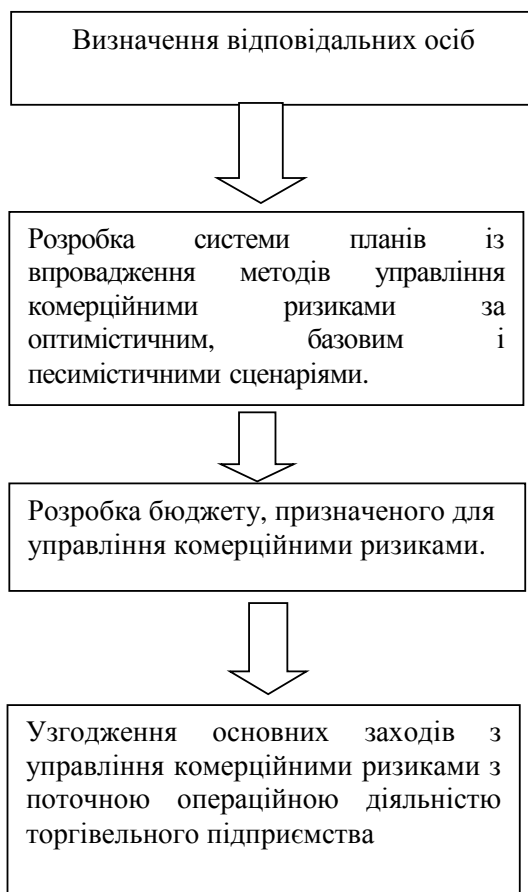 Визначення відповідальних осіб
Розробка системи планів із
впровадження методів управління
комерційними ризиками за
оптимістичним, базовим і
песимістичними сценаріями.
Розробка бюджету, призначеного для
управління комерційними ризиками.
Узгодження основних заходів з
управління комерційними ризиками з
поточною операційною діяльністю
торгівельного підприємства